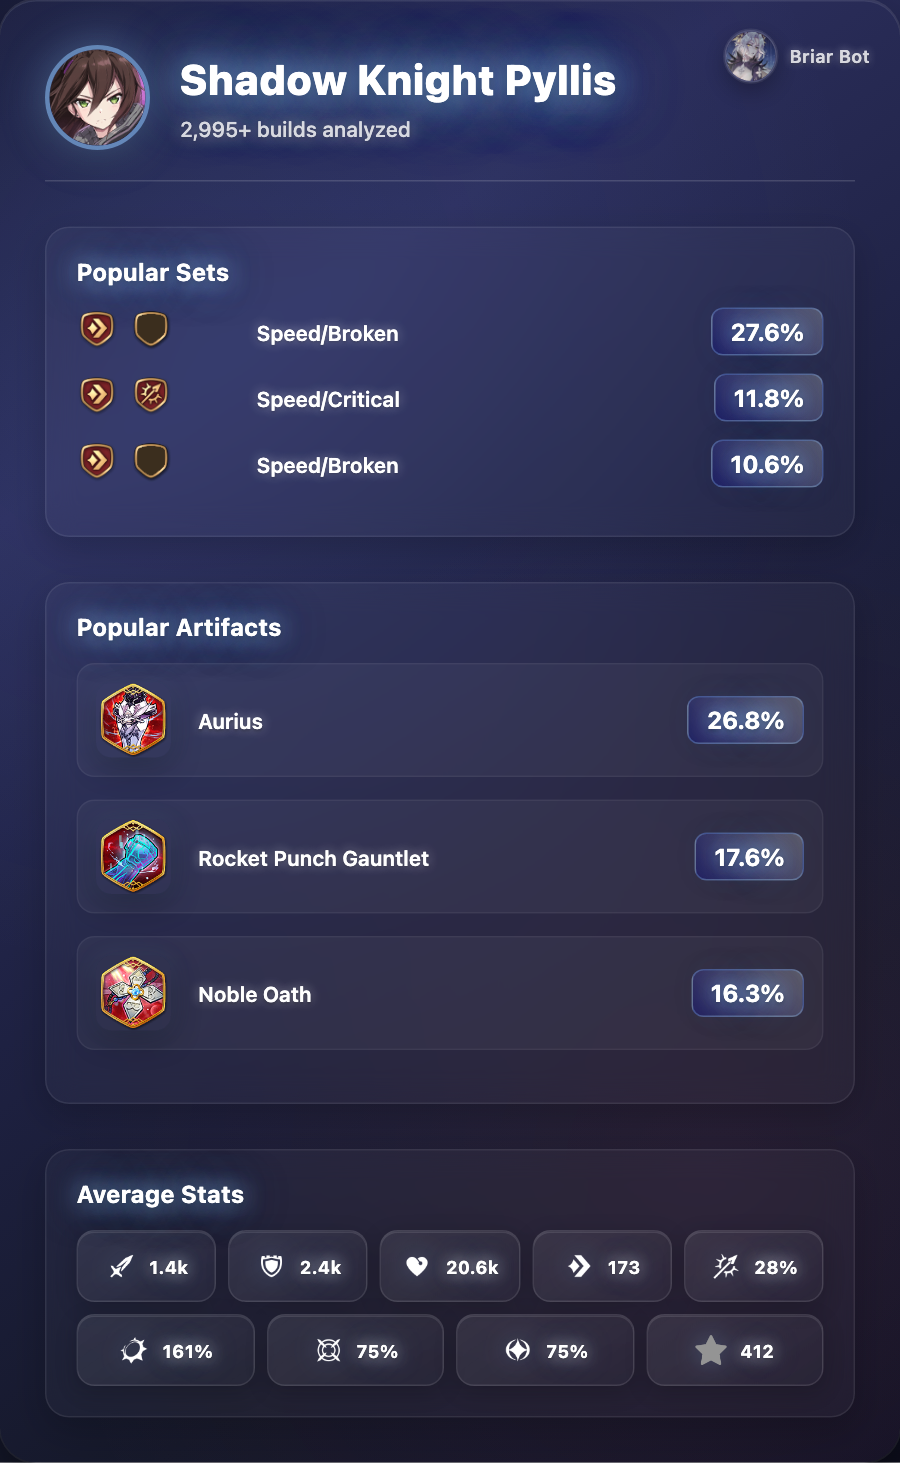 Shadow Knight Pyllis
Briar Bot
2,995+ builds analyzed
Popular Sets
Speed/Broken
27.6%
Speed/Critical
11.8%
Speed/Broken
10.6%
Popular Artifacts
Aurius
26.8%
Rocket Punch Gauntlet
17.6%
Noble Oath
16.3%
Average Stats
1.4k
2.4k
20.6k
173
28%
161%
75%
75%
412